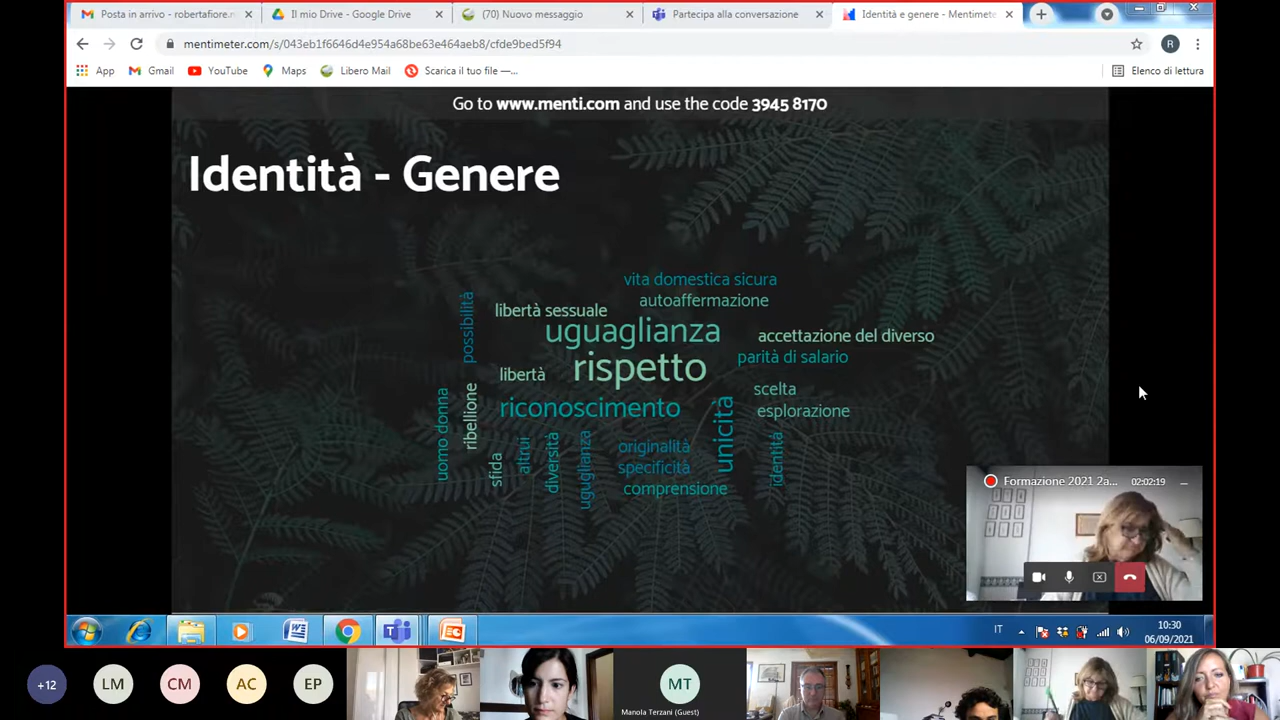 Posta in arrivo - robertafiore.n
Il mio Drive - Google Drive
(70) Nuovo messaggio
Partecipa alla conversazione
Identità e genere - Mentimete
mentimeter.com/s/043eb1f6646d4e954a68be63e464aeb8/cfde9bed5f94
R
App
Gmail
YouTube
Maps
Libero Mail
Scarica il tuo file —...
Elenco di lettura
Go to www.menti.com and use the code 3945 8170
Identità - Genere
vita domestica sicura
autoaffermazione
possibilità
libertà sessuale
uguaglianza
accettazione del diverso
parità di salario
rispetto
libertà
scelta
riconoscimento
esplorazione
uomo donna
ribellione
unicità
sfida
altrui
diversità
uguglianza
originalità
specificità
comprensione
identità
Formazione 2021 2a...
02:02:19
IT
10:30
06/09/2021
+12
LM
CM
AC
EP
MT
Manola Terzani (Guest)